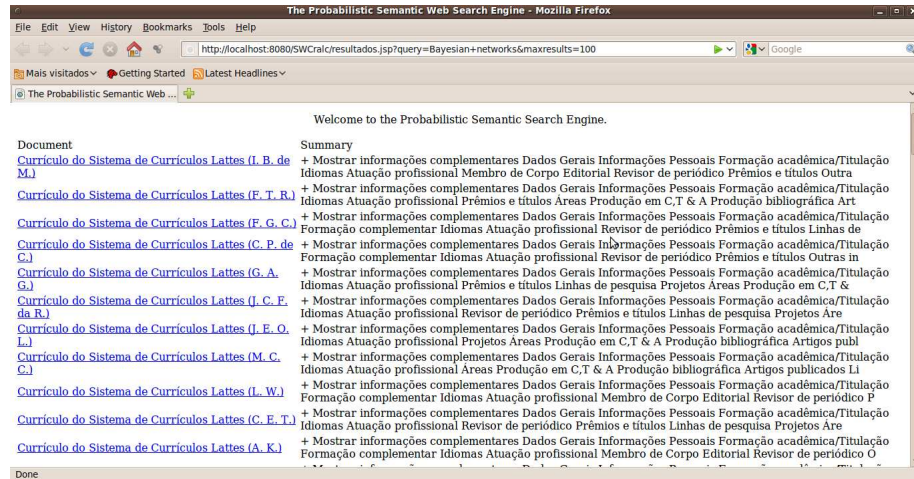 The Probabilistic Semantic Web Search Engine - Mozilla Firefox
File Edit View History Bookmarks Tools Help
http://localhost:8080/SWCralc/resultados.jsp?query=Bayesian+networks&maxresults=100
Google
Mais visitados Getting Started Latest Headlines
The Probabilistic Semantic Web ...
Welcome to the Probabilistic Semantic Search Engine.
Document Summary
Currículo do Sistema de Currículos Lattes (I. B. de M.)
+ Mostrar informações complementares Dados Gerais Informações Pessoais Formação acadêmica/Titulação
Idiomas Atuação profissional Membro de Corpo Editorial Revisor de periódico Prêmios e títulos Outra
Currículo do Sistema de Currículos Lattes (F. T. R.)
+ Mostrar informações complementares Dados Gerais Informações Pessoais Formação acadêmica/Titulação
Idiomas Atuação profissional Prêmios e títulos Áreas Produção em C,T & A Produção bibliográfica Art
Currículo do Sistema de Currículos Lattes (F. G. C.)
+ Mostrar informações complementares Dados Gerais Informações Pessoais Formação acadêmica/Titulação
Formação complementar Idiomas Atuação profissional Revisor de periódico Prêmios e títulos Linhas de
Currículo do Sistema de Currículos Lattes (C. P. de C.)
+ Mostrar informações complementares Dados Gerais Informações Pessoais Formação acadêmica/Titulação
Formação complementar Idiomas Atuação profissional Revisor de periódico Prêmios e títulos Outras in
Currículo do Sistema de Currículos Lattes (G. A. G.)
+ Mostrar informações complementares Dados Gerais Informações Pessoais Formação acadêmica/Titulação
Idiomas Atuação profissional Prêmios e títulos Linhas de pesquisa Projetos Áreas Produção em C,T &
Currículo do Sistema de Currículos Lattes (J. C. F. da R.)
+ Mostrar informações complementares Dados Gerais Informações Pessoais Formação acadêmica/Titulação
Idiomas Atuação profissional Revisor de periódico Prêmios e títulos Linhas de pesquisa Projetos Áre
Currículo do Sistema de Currículos Lattes (J. E. O. L.)
+ Mostrar informações complementares Dados Gerais Informações Pessoais Formação acadêmica/Titulação
Idiomas Atuação profissional Projetos Áreas Produção em C,T & A Produção bibliográfica Artigos publ
Currículo do Sistema de Currículos Lattes (M. C. C.)
+ Mostrar informações complementares Dados Gerais Informações Pessoais Formação acadêmica/Titulação
Idiomas Atuação profissional Áreas Produção em C,T & A Produção bibliográfica Artigos publicados Li
Currículo do Sistema de Currículos Lattes (L. W.)
+ Mostrar informações complementares Dados Gerais Informações Pessoais Formação acadêmica/Titulação
Formação complementar Idiomas Atuação profissional Membro de Corpo Editorial Revisor de periódico P
Currículo do Sistema de Currículos Lattes (C. E. T.)
+ Mostrar informações complementares Dados Gerais Informações Pessoais Formação acadêmica/Titulação
Idiomas Atuação profissional Revisor de periódico Prêmios e títulos Linhas de pesquisa Projetos Áre
Currículo do Sistema de Currículos Lattes (A. K.)
+ Mostrar informações complementares Dados Gerais Informações Pessoais Formação acadêmica/Titulação
Formação complementar Idiomas Atuação profissional Membro de Corpo Editorial Revisor de periódico O
Done